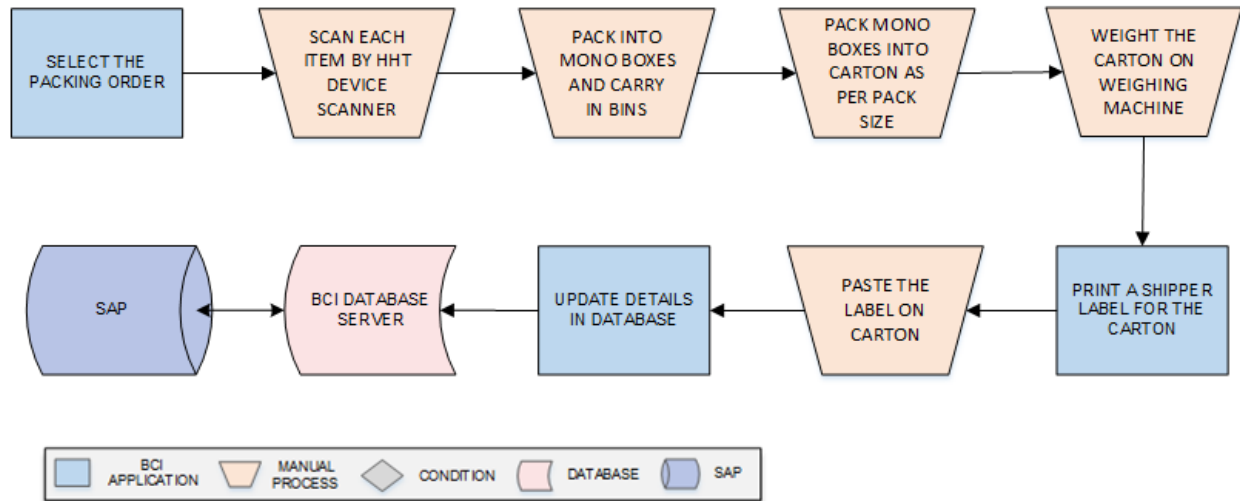 SELECT THE
PACKING ORDER
SCAN EACH
ITEM BY HHT
DEVICE
SCANNER
PACK INTO
MONO BOXES
AND CARRY
IN BINS
PACK MONO
BOXES INTO
CARTON AS
PER PACK
SIZE
WEIGHT THE
CARTON ON
WEIGHING
MACHINE
SAP
BCI DATABASE
SERVER
UPDATE DETAILS
IN DATABASE
PASTE THE
LABEL ON
CARTON
PRINT A SHIPPER
LABEL FOR THE
CARTON
BCI
APPLICATION
MANUAL
PROCESS
CONDITION
DATABASE
SAP